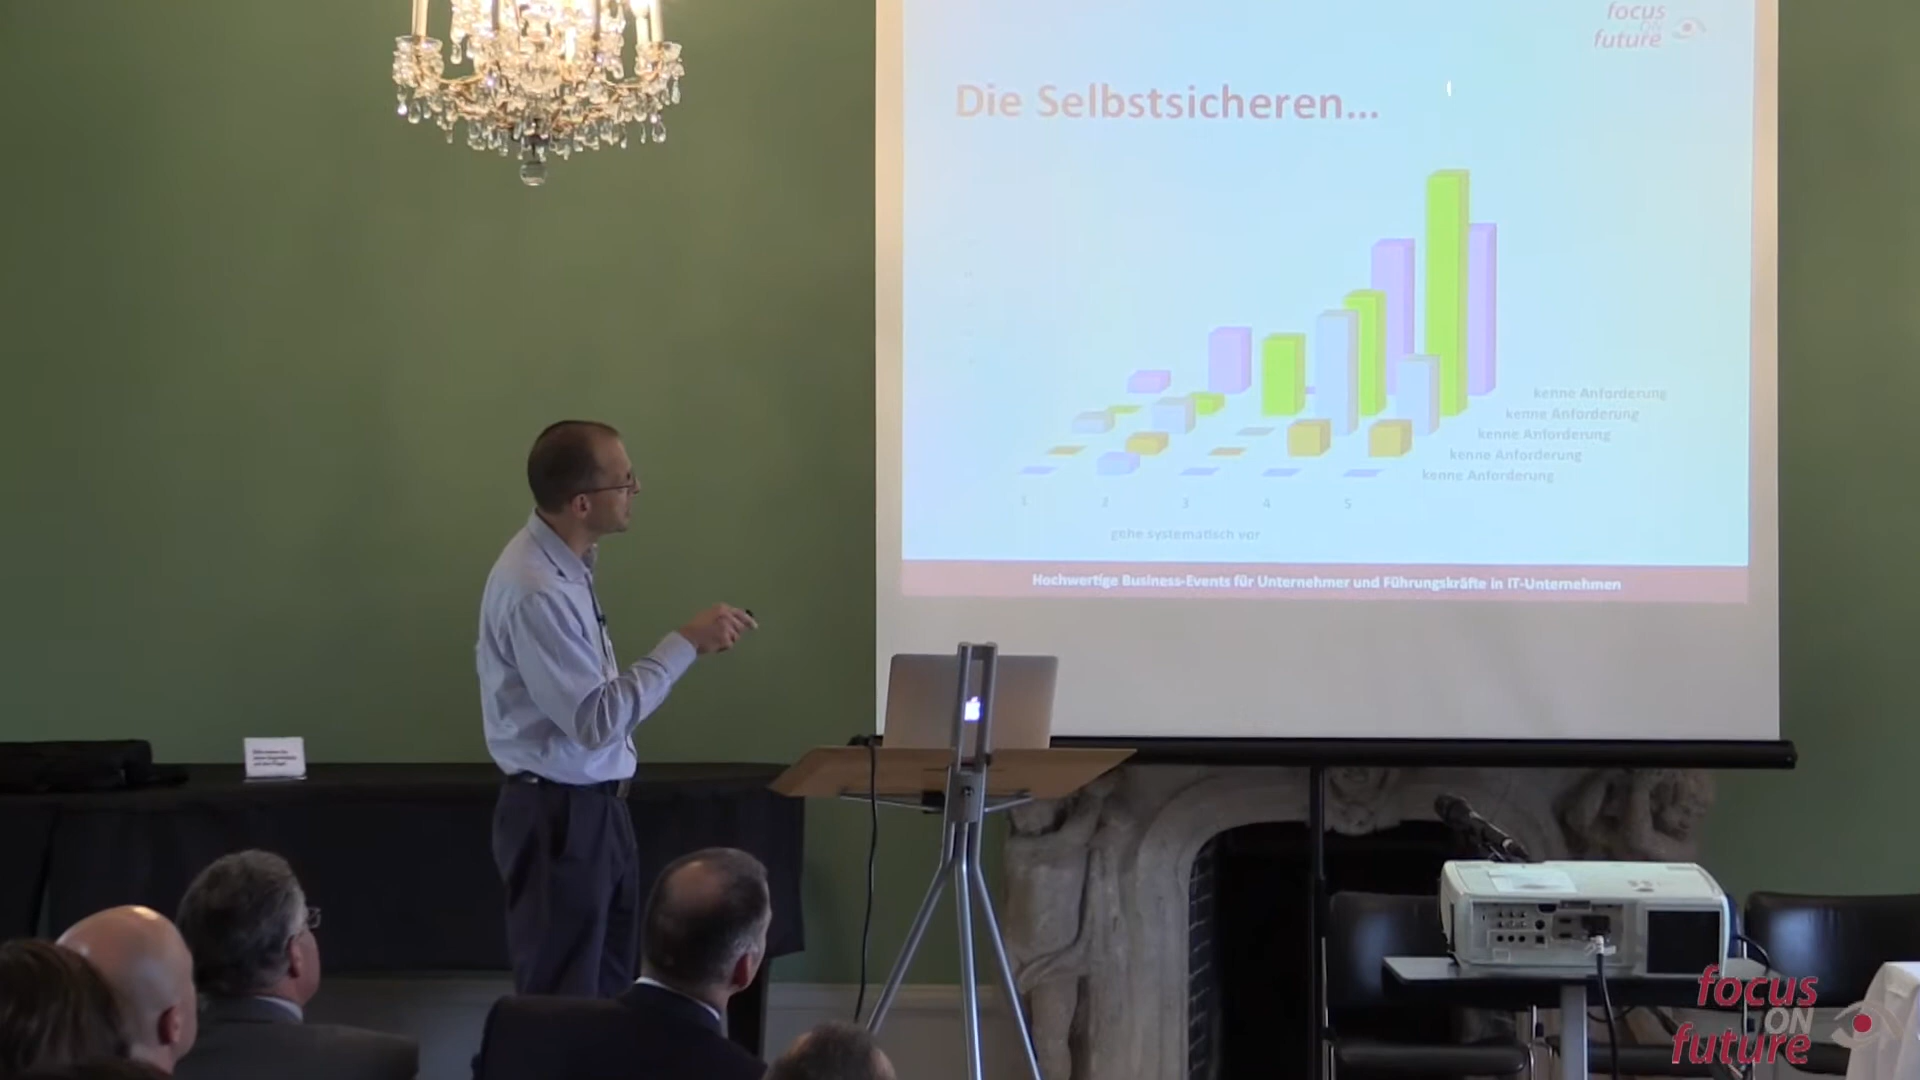 focus
ON
future
Die Selbstsicheren...
kenne Anforderung
kenne Anforderung
kenne Anforderung
kenne Anforderung
kenne Anforderung
1 2 3 4 5
gehe systematisch vor
Hochwertige Business-Events für Unternehmer und Führungskräfte in IT-Unternehmen
focus
ON
future